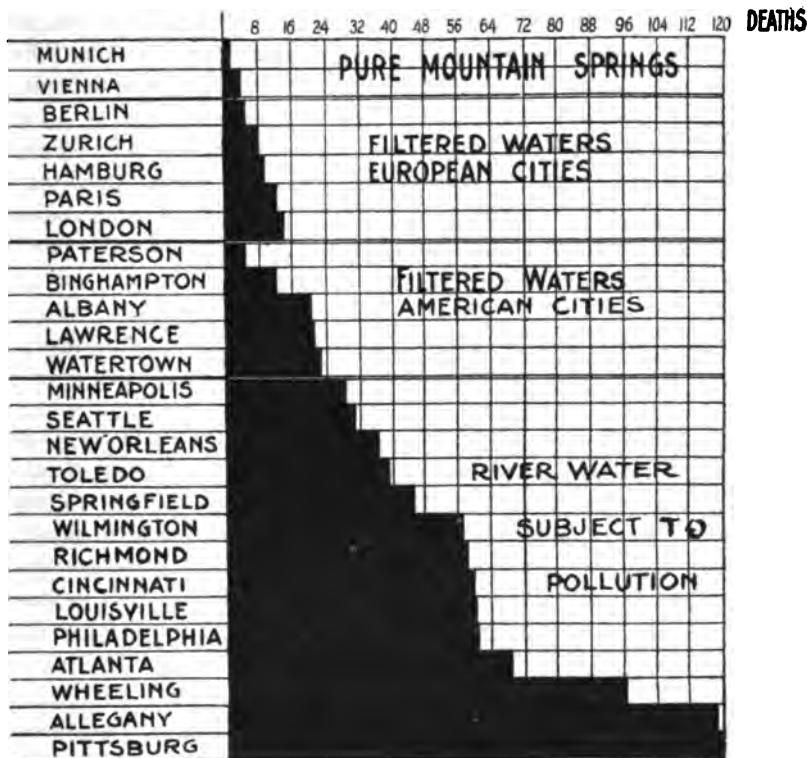 8 16 24 32 40 48 56 64 72 80 88 96 104 112 120 DEATHS
MUNICH
PURE MOUNTAIN SPRINGS
VIENNA
BERLIN
ZURICH
FILTERED WATERS
HAMBURG
EUROPEAN CITIES
PARIS
LONDON
PATERSON
BINGHAMPTON
FILTERED WATERS
ALBANY
AMERICAN CITIES
LAWRENCE
WATERTOWN
MINNEAPOLIS
SEATTLE
NEW ORLEANS
TOLEDO
RIVER WATER
SPRINGFIELD
WILMINGTON
SUBJECT TO
RICHMOND
CINCINNATI
POLLUTION
LOUISVILLE
PHILADELPHIA
ATLANTA
WHEELING
ALLEGANY
PITTSBURG